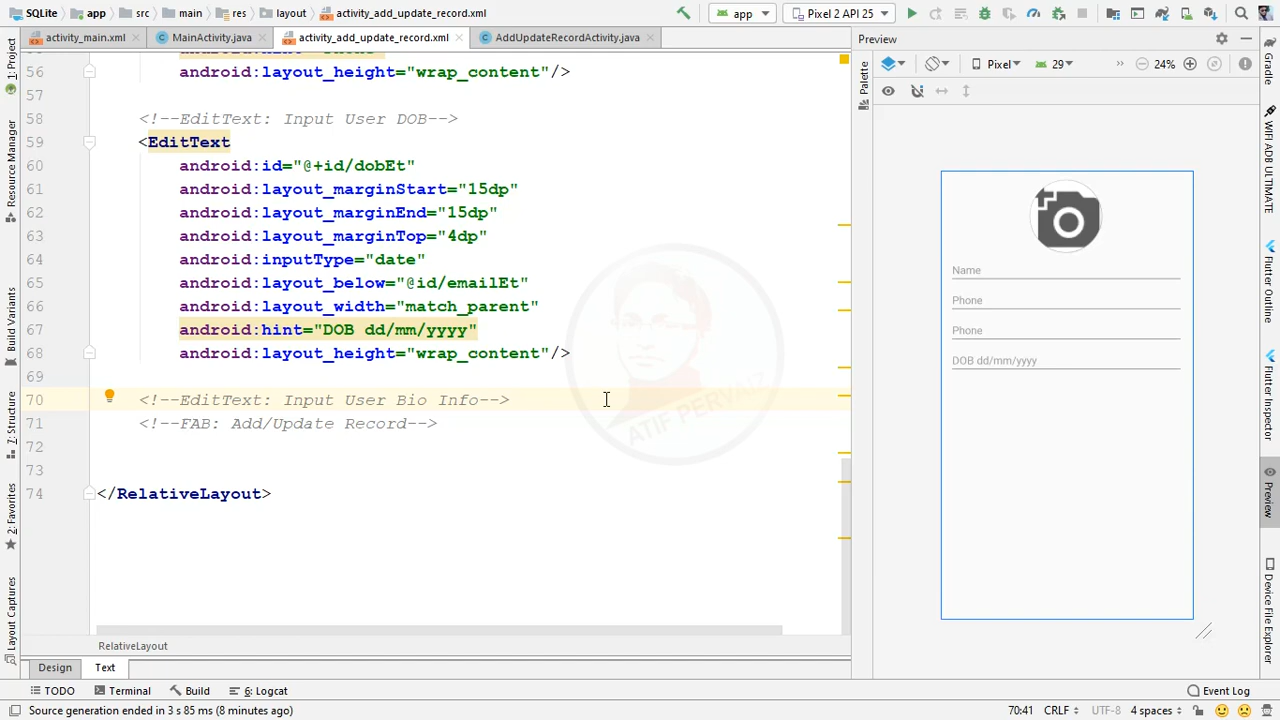 SQLite app src main res layout activity_add_update_record.xml app Pixel 2 API 25
activity_main.xml MainActivity.java activity_add_update_record.xml AddUpdateRecordActivity.java Preview
56 android:layout_height="wrap_content"/> Pixel 29 24%
57
58 <!--EditText: Input User DOB-->
59 <EditText
60 android:id="@+id/dobEt"
61 android:layout_marginStart="15dp"
62 android:layout_marginEnd="15dp"
63 android:layout_marginTop="4dp"
64 android:inputType="date"
65 android:layout_below="@id/emailEt"
66 android:layout_width="match_parent"
67 android:hint="DOB dd/mm/yyyy"
68 android:layout_height="wrap_content"/>
69
70 <!--EditText: Input User Bio Info-->
71 <!--FAB: Add/Update Record-->
72
73
74 </RelativeLayout>
ATIF PERVAIZ
RelativeLayout
Design Text
Name
Phone
Phone
DOB dd/mm/yyyy
1: Project
Resource Manager
Build Variants
7: Structure
2: Favorites
Layout Captures
Palette
Gradle
WIFI ADB ULTIMATE
Flutter Outline
Flutter Inspector
Preview
Device File Explorer
TODO Terminal Build 6: Logcat Event Log
Source generation ended in 3 s 85 ms (8 minutes ago) 70:41 CRLF UTF-8 4 spaces